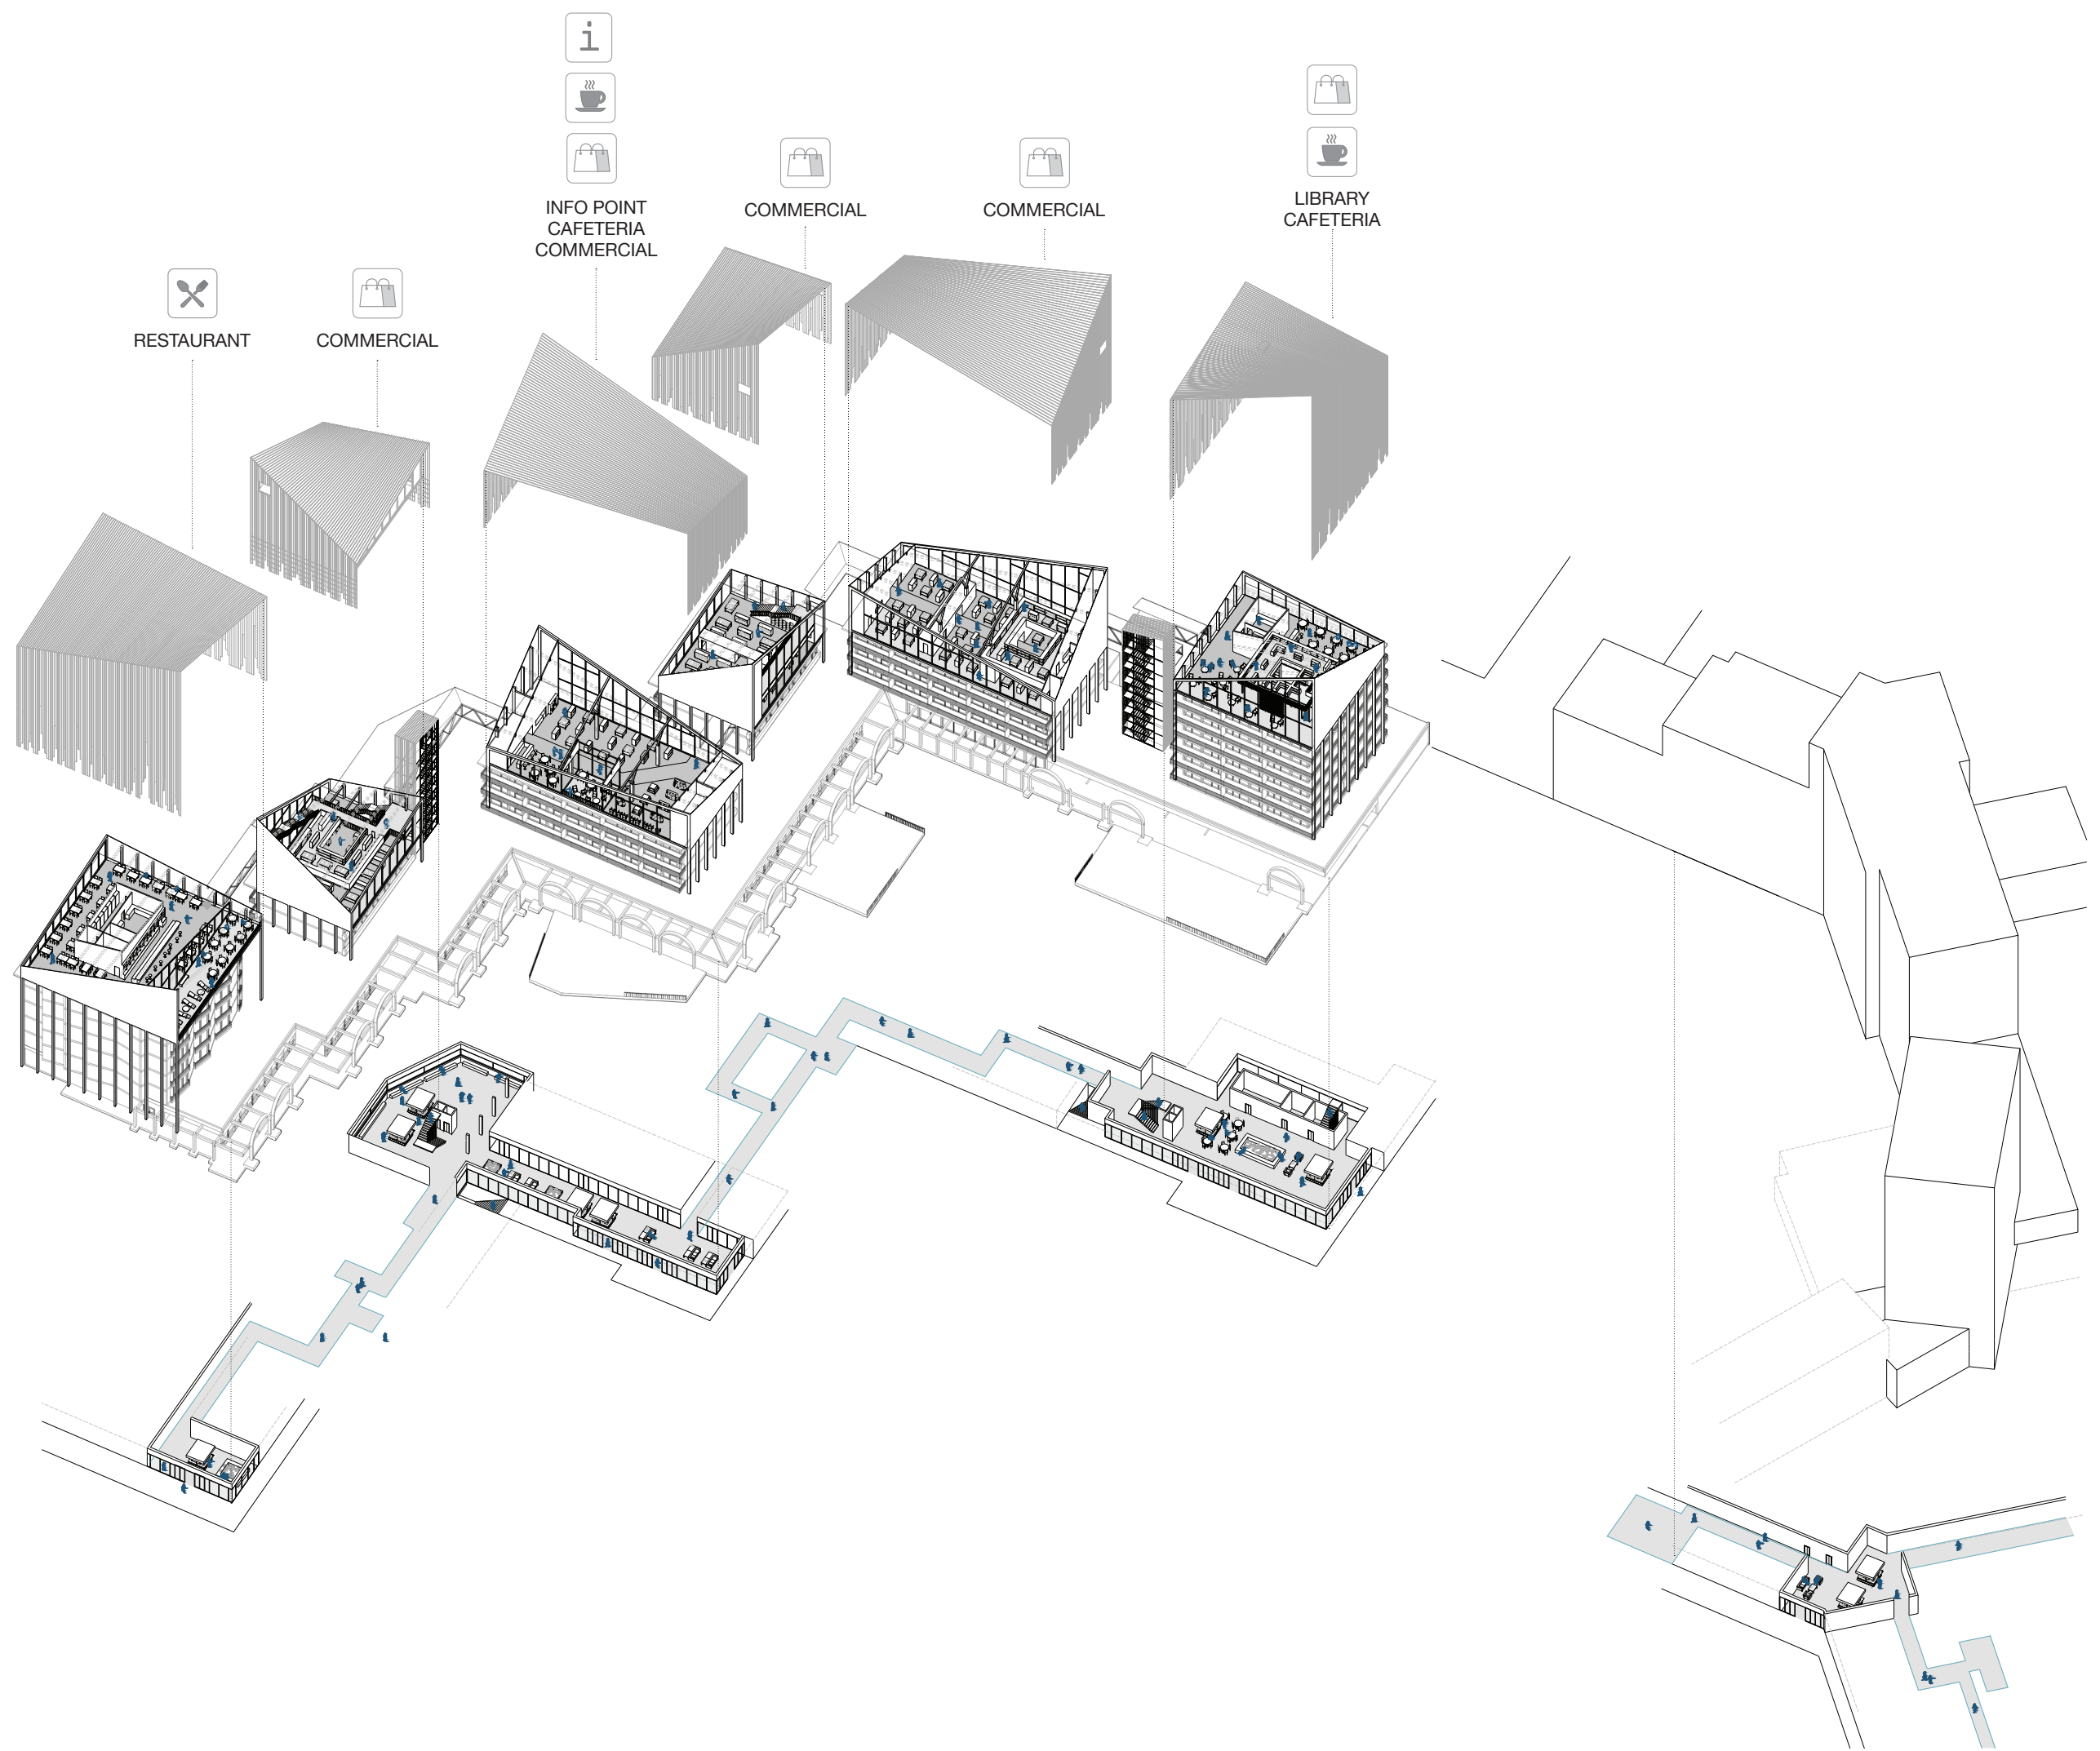 INFO POINT
CAFETERIA
COMMERCIAL
COMMERCIAL
COMMERCIAL
LIBRARY
CAFETERIA
RESTAURANT
COMMERCIAL